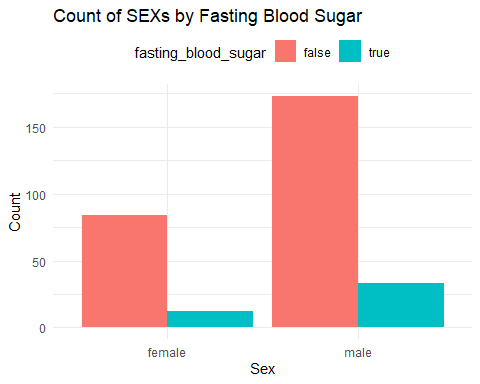 Count of SEXs by Fasting Blood Sugar
fasting_blood_sugar false true
150
100
50
0
Count
female male
Sex